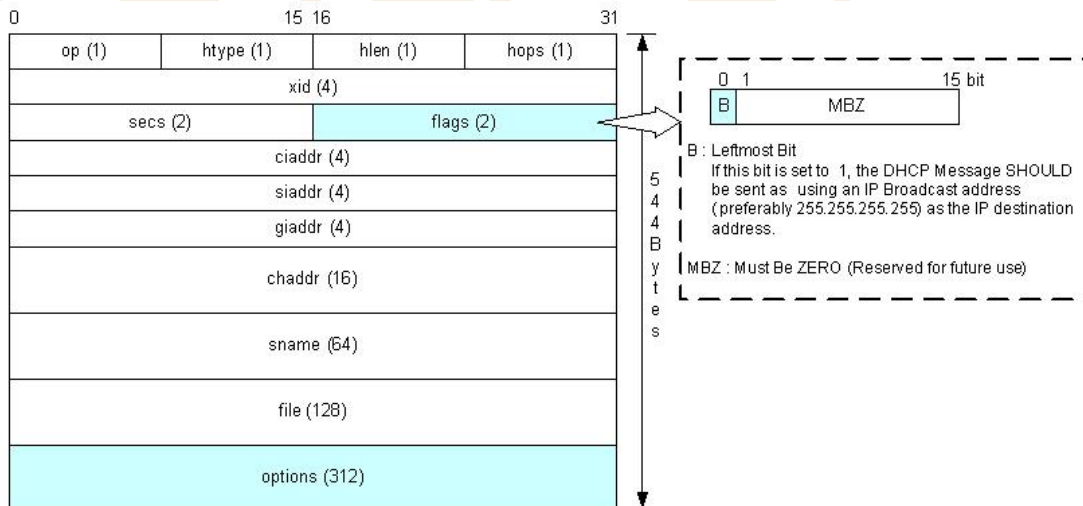 0 15 16 31
op (1) htype (1) hlen (1) hops (1)
xid (4)
secs (2) flags (2)
ciaddr (4)
siaddr (4)
giaddr (4)
chaddr (16)
sname (64)
file (128)
options (312)
544 Bytes
0 1 15 bit
B MBZ
B : Leftmost Bit
If this bit is set to 1, the DHCP Message SHOULD
be sent as using an IP Broadcast address
(preferably 255.255.255.255) as the IP destination
address.
MBZ : Must Be ZERO (Reserved for future use)